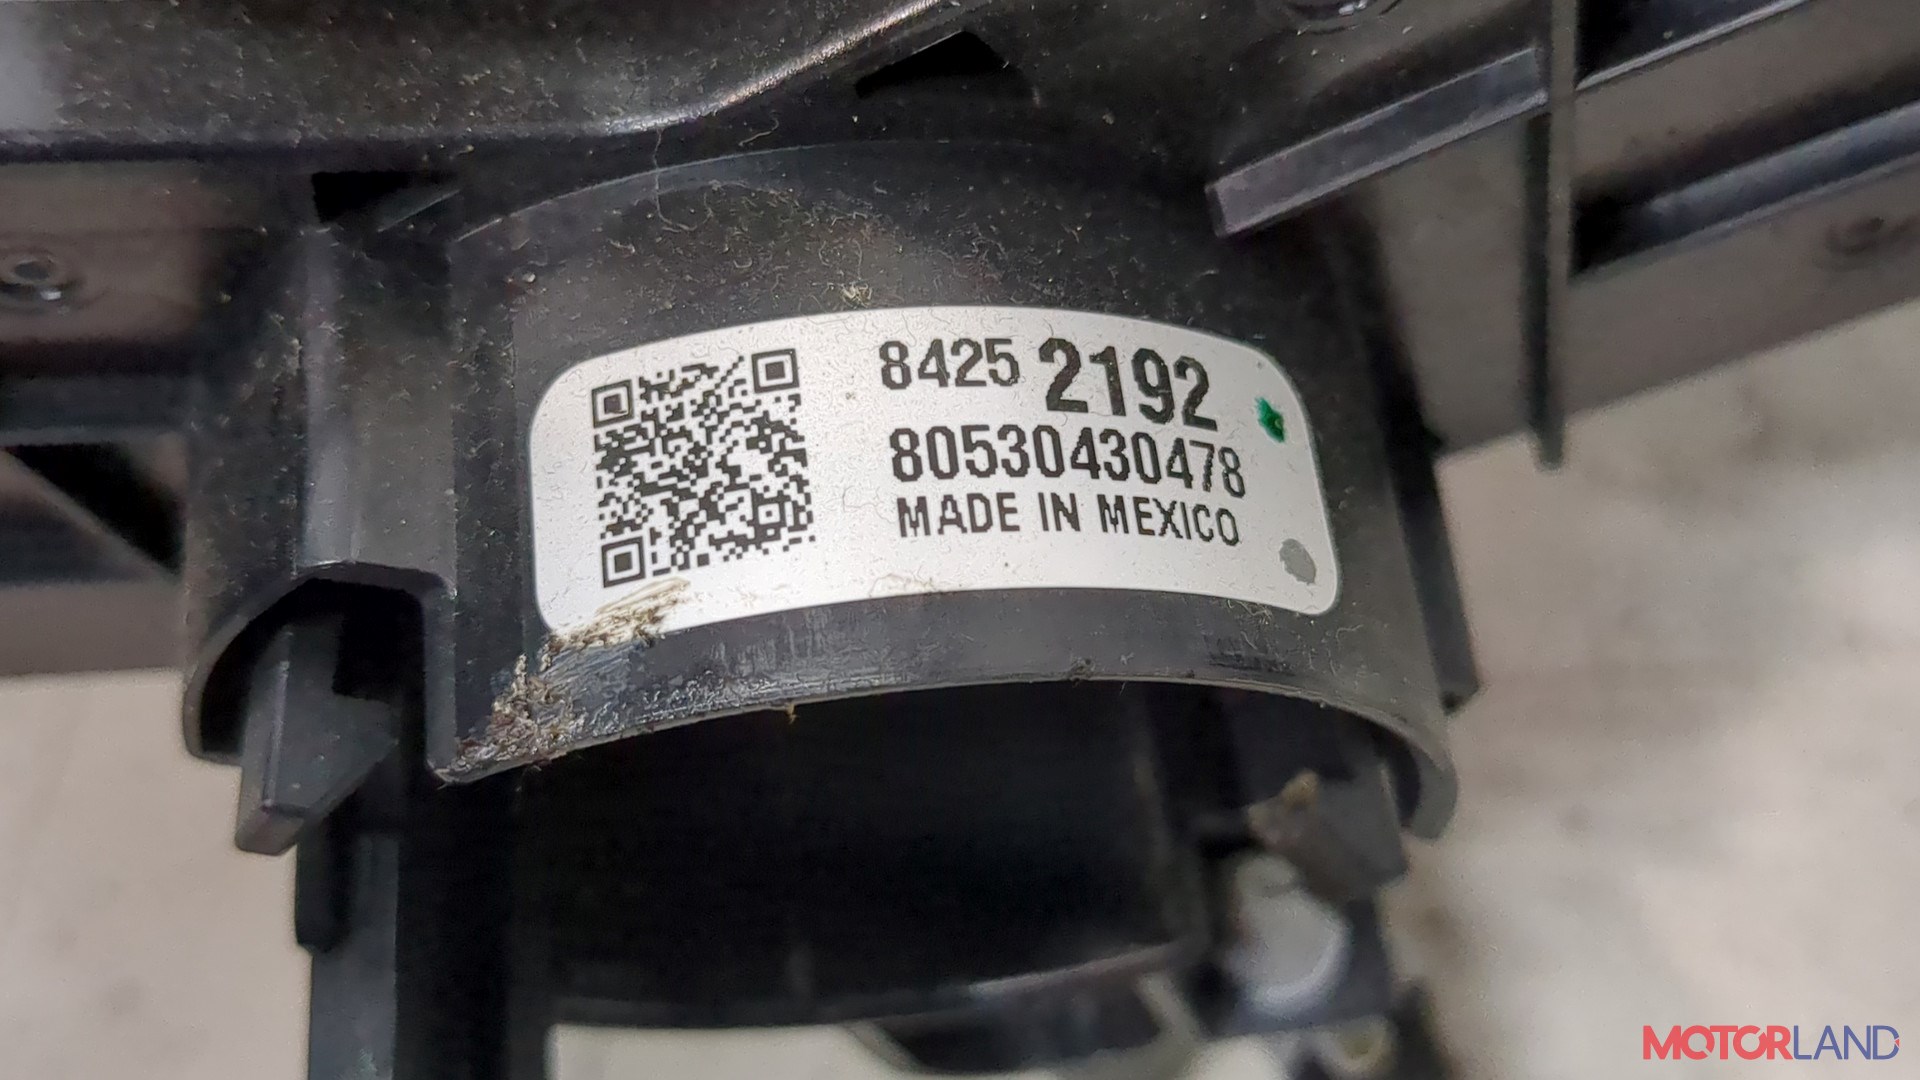 8425 2192
80530430478
MADE IN MEXICO
MOTORLAND